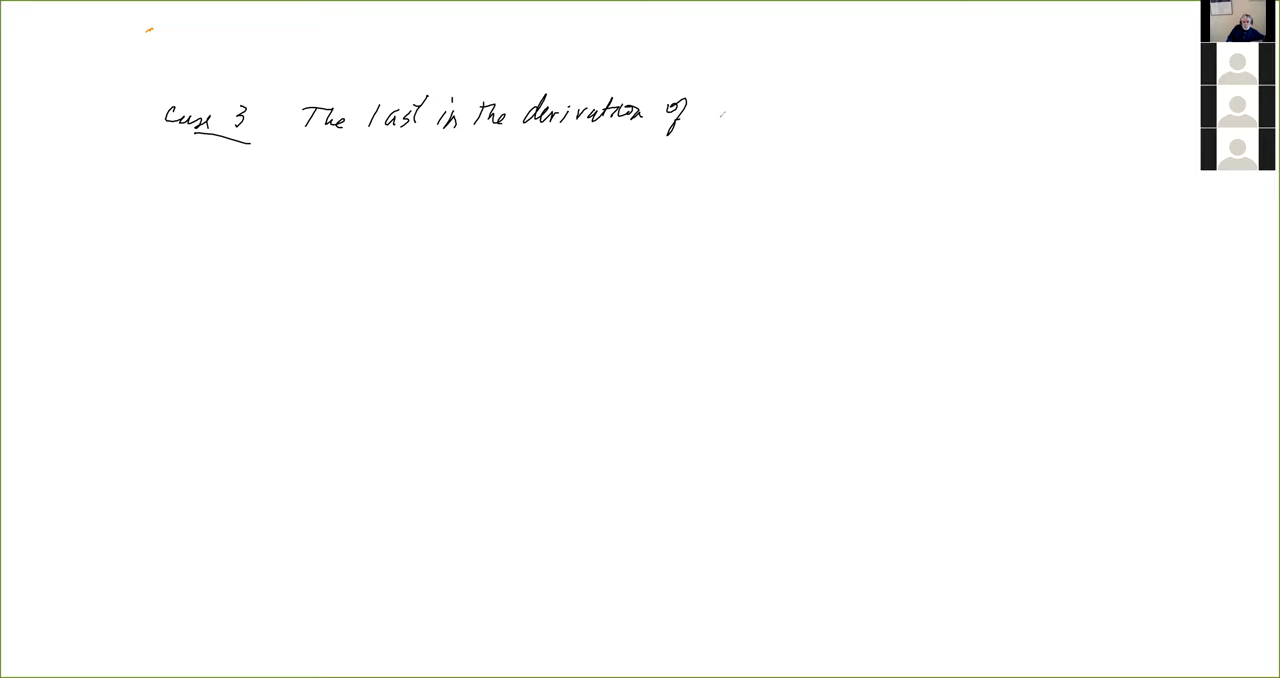 Case 3 The last in the derivation of